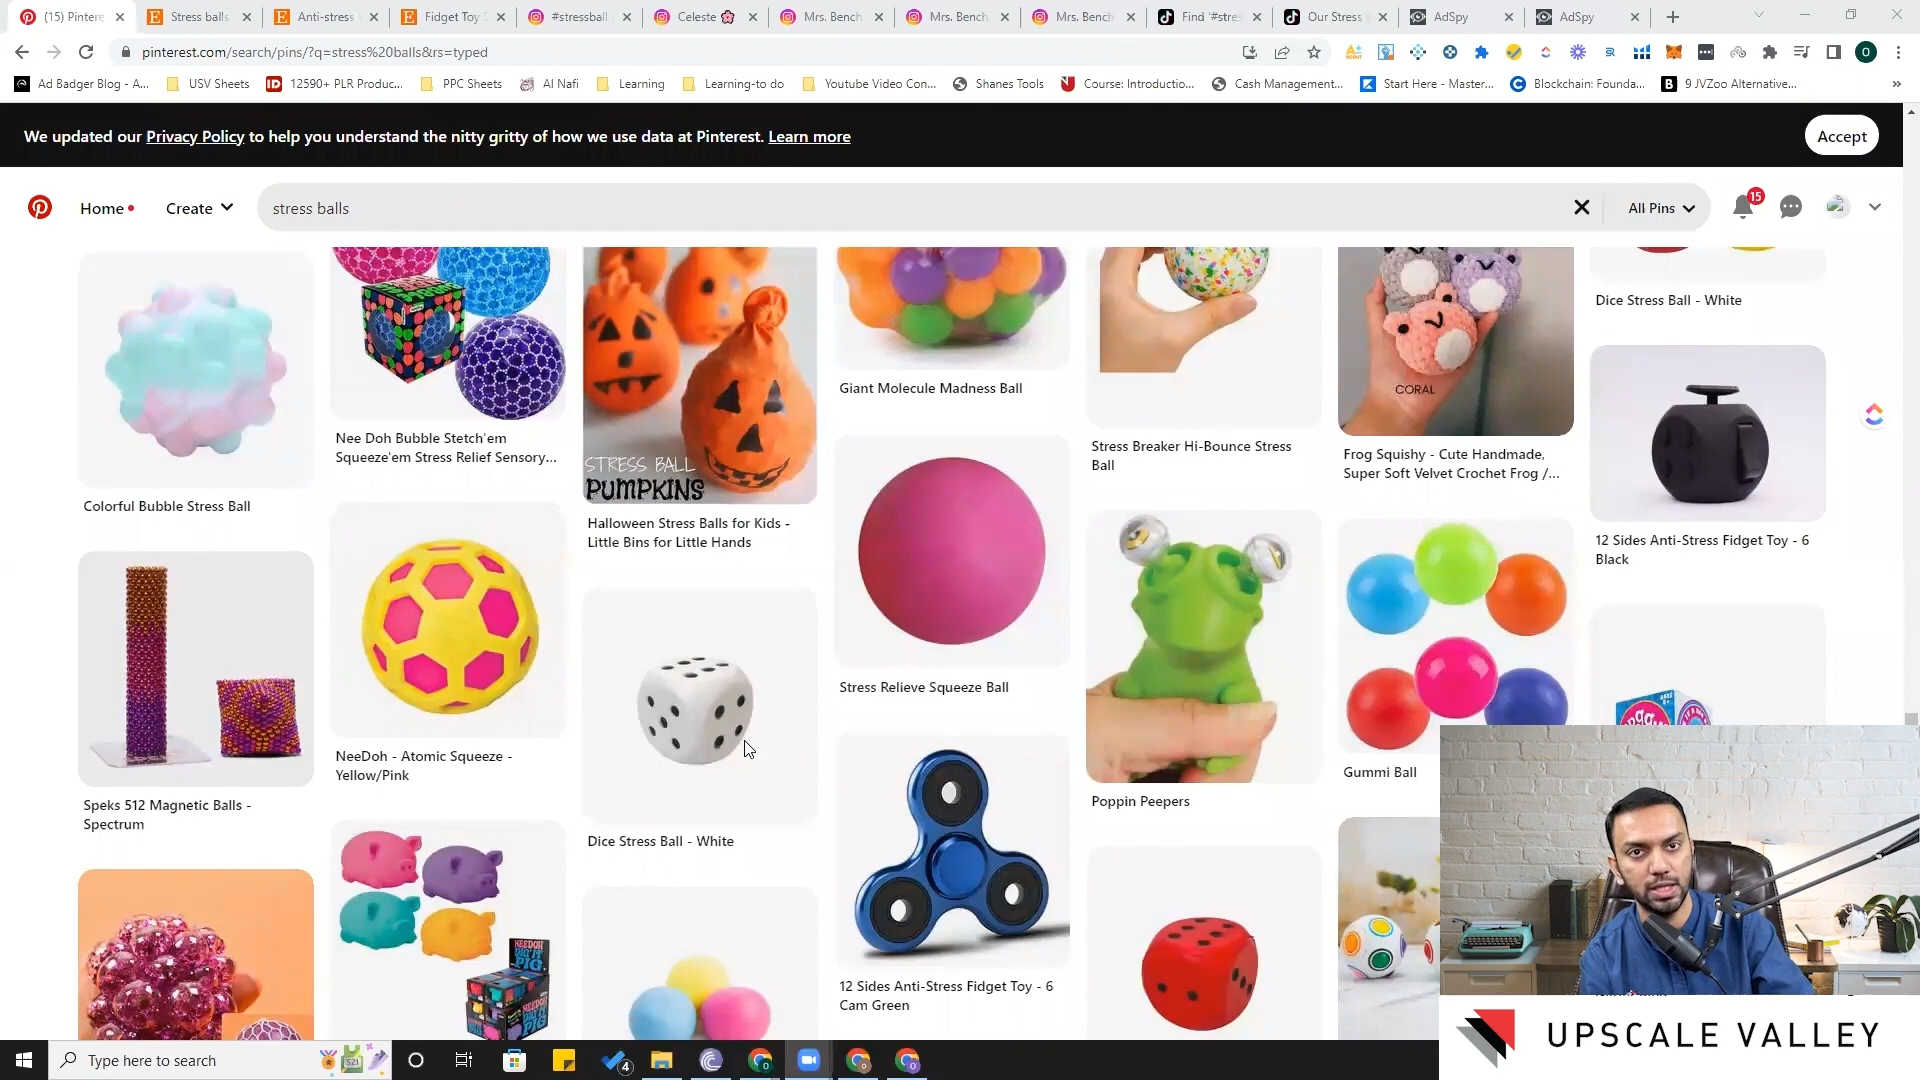 (15) Pintere
Stress balls
Anti-stress
Fidget Toy
#stressball
Celeste
Mrs. Bench
Mrs. Bench
Mrs. Bench
Find '#stre
Our Stress
AdSpy
AdSpy
pinterest.com/search/pins/?q=stress%20balls&rs=typed
Ad Badger Blog - A...
USV Sheets
12590+ PLR Produc...
PPC Sheets
AI Nafi
Learning
Learning-to do
Youtube Video Con...
Shanes Tools
Course: Introductio...
Cash Management...
Start Here - Master...
Blockchain: Founda...
9 JVZoo Alternative...
We updated our Privacy Policy to help you understand the nitty gritty of how we use data at Pinterest. Learn more
Accept
Home
Create
stress balls
All Pins
15
Colorful Bubble Stress Ball
Speks 512 Magnetic Balls -
Spectrum
Nee Doh Bubble Stetch'em
Squeeze'em Stress Relief Sensory...
NeeDoh - Atomic Squeeze -
Yellow/Pink
NEEDOH
DIG' IT
PIG
STRESS BALL
PUMPKINS
Halloween Stress Balls for Kids -
Little Bins for Little Hands
Dice Stress Ball - White
Giant Molecule Madness Ball
Stress Relieve Squeeze Ball
12 Sides Anti-Stress Fidget Toy - 6
Cam Green
Stress Breaker Hi-Bounce Stress
Ball
Poppin Peepers
CORAL
Frog Squishy - Cute Handmade,
Super Soft Velvet Crochet Frog /...
Gummi Ball
Dice Stress Ball - White
12 Sides Anti-Stress Fidget Toy - 6
Black
UPSCALE VALLEY
Type here to search
4